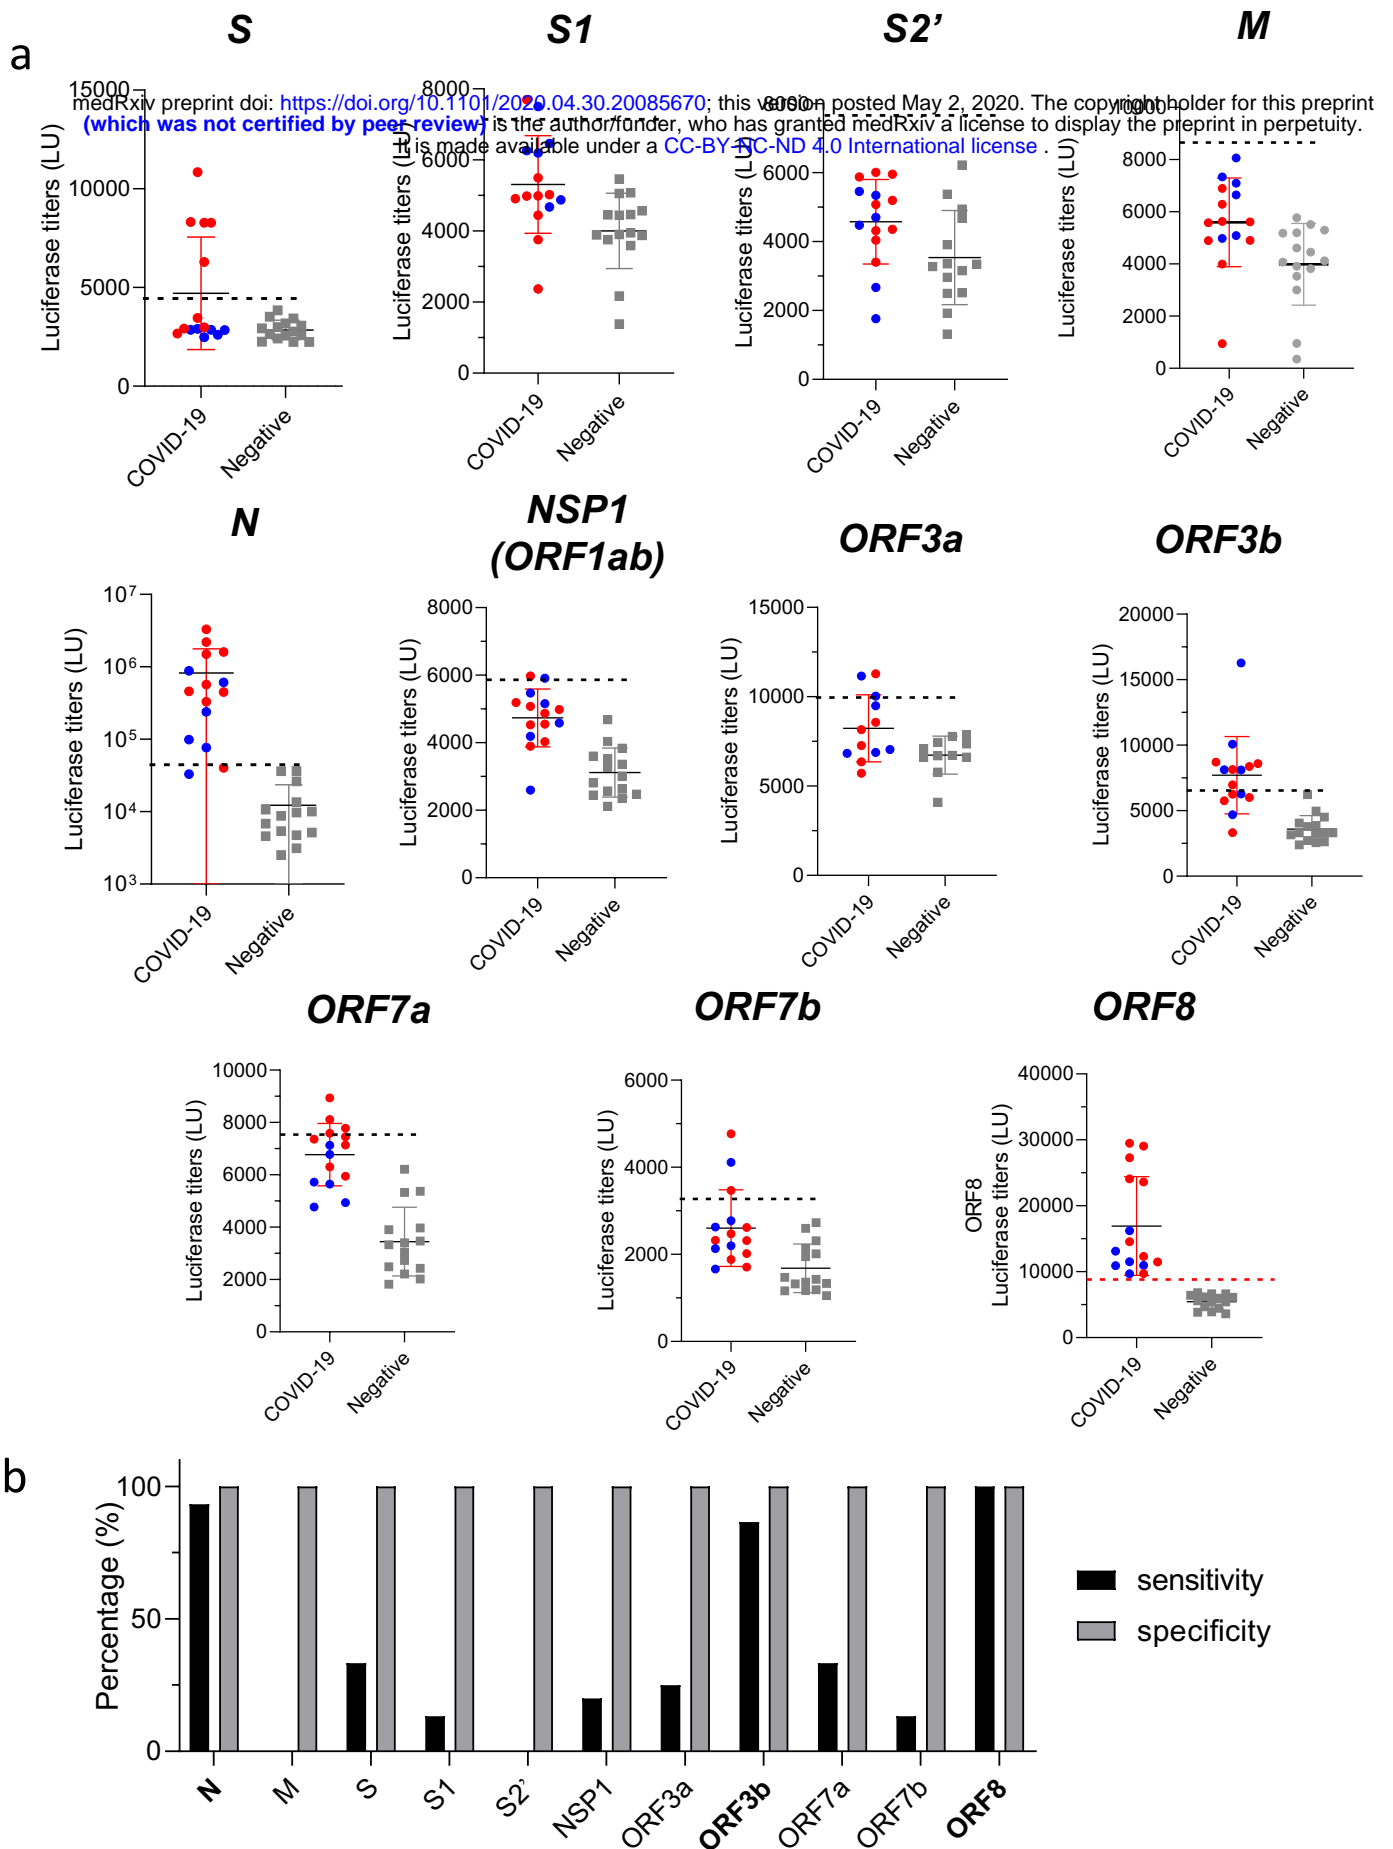 S S1 S2’ M
a
medRxiv preprint doi: https://doi.org/10.1101/2020.04.30.20085670; this version posted May 2, 2020. The copyright holder for this preprint
(which was not certified by peer review) is the author/funder, who has granted medRxiv a license to display the preprint in perpetuity.
It is made available under a CC-BY-NC-ND 4.0 International license .
Luciferase titers (LU)
15000
10000
5000
0
COVID-19
Negative
Luciferase titers (LU)
8000
6000
4000
2000
0
COVID-19
Negative
Luciferase titers (LU)
8000
6000
4000
2000
0
COVID-19
Negative
Luciferase titers (LU)
10000
8000
6000
4000
2000
0
COVID-19
Negative
N
Luciferase titers (LU)
10⁷
10⁶
10⁵
10⁴
10³
COVID-19
Negative
NSP1
(ORF1ab)
Luciferase titers (LU)
8000
6000
4000
2000
0
COVID-19
Negative
ORF3a
Luciferase titers (LU)
15000
10000
5000
0
COVID-19
Negative
ORF3b
Luciferase titers (LU)
20000
15000
10000
5000
0
COVID-19
Negative
ORF7a
Luciferase titers (LU)
10000
8000
6000
4000
2000
0
COVID-19
Negative
ORF7b
Luciferase titers (LU)
6000
4000
2000
0
COVID-19
Negative
ORF8
ORF8
Luciferase titers (LU)
40000
30000
20000
10000
0
COVID-19
Negative
b
Percentage (%)
100
50
0
N M S S1 S2’ NSP1 ORF3a ORF3b ORF7a ORF7b ORF8
sensitivity
specificity